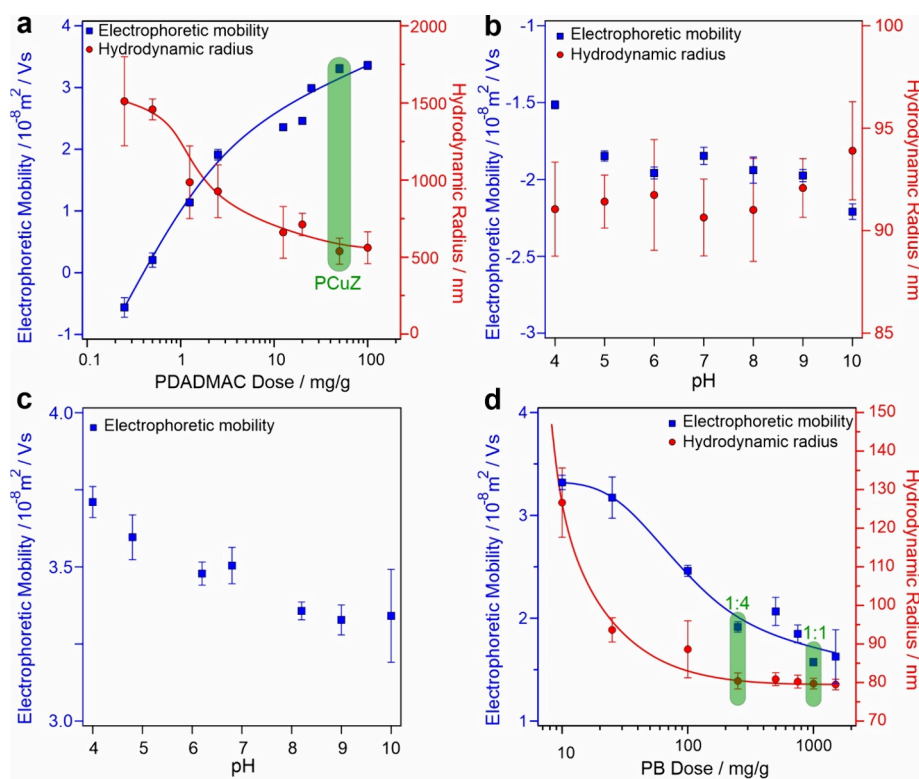 a
Electrophoretic mobility
Hydrodynamic radius
Electrophoretic Mobility / 10⁻⁸m² / Vs
4
3
2
1
0
-1
Hydrodynamic Radius / nm
2000
1500
1000
500
0
PCuZ
0.1 1 10 100
PDADMAC Dose / mg/g
b
Electrophoretic mobility
Hydrodynamic radius
Electrophoretic Mobility / 10⁻⁸m² / Vs
-1
-1.5
-2
-2.5
-3
Hydrodynamic Radius / nm
100
95
90
85
4 5 6 7 8 9 10
pH
c
Electrophoretic mobility
Electrophoretic Mobility / 10⁻⁸m² / Vs
4.0
3.5
3.0
4 5 6 7 8 9 10
pH
d
Electrophoretic mobility
Hydrodynamic radius
Electrophoretic Mobility / 10⁻⁸m² / Vs
4
3
2
1
Hydrodynamic Radius / nm
150
140
130
120
110
100
90
80
70
1:4
1:1
10 100 1000
PB Dose / mg/g